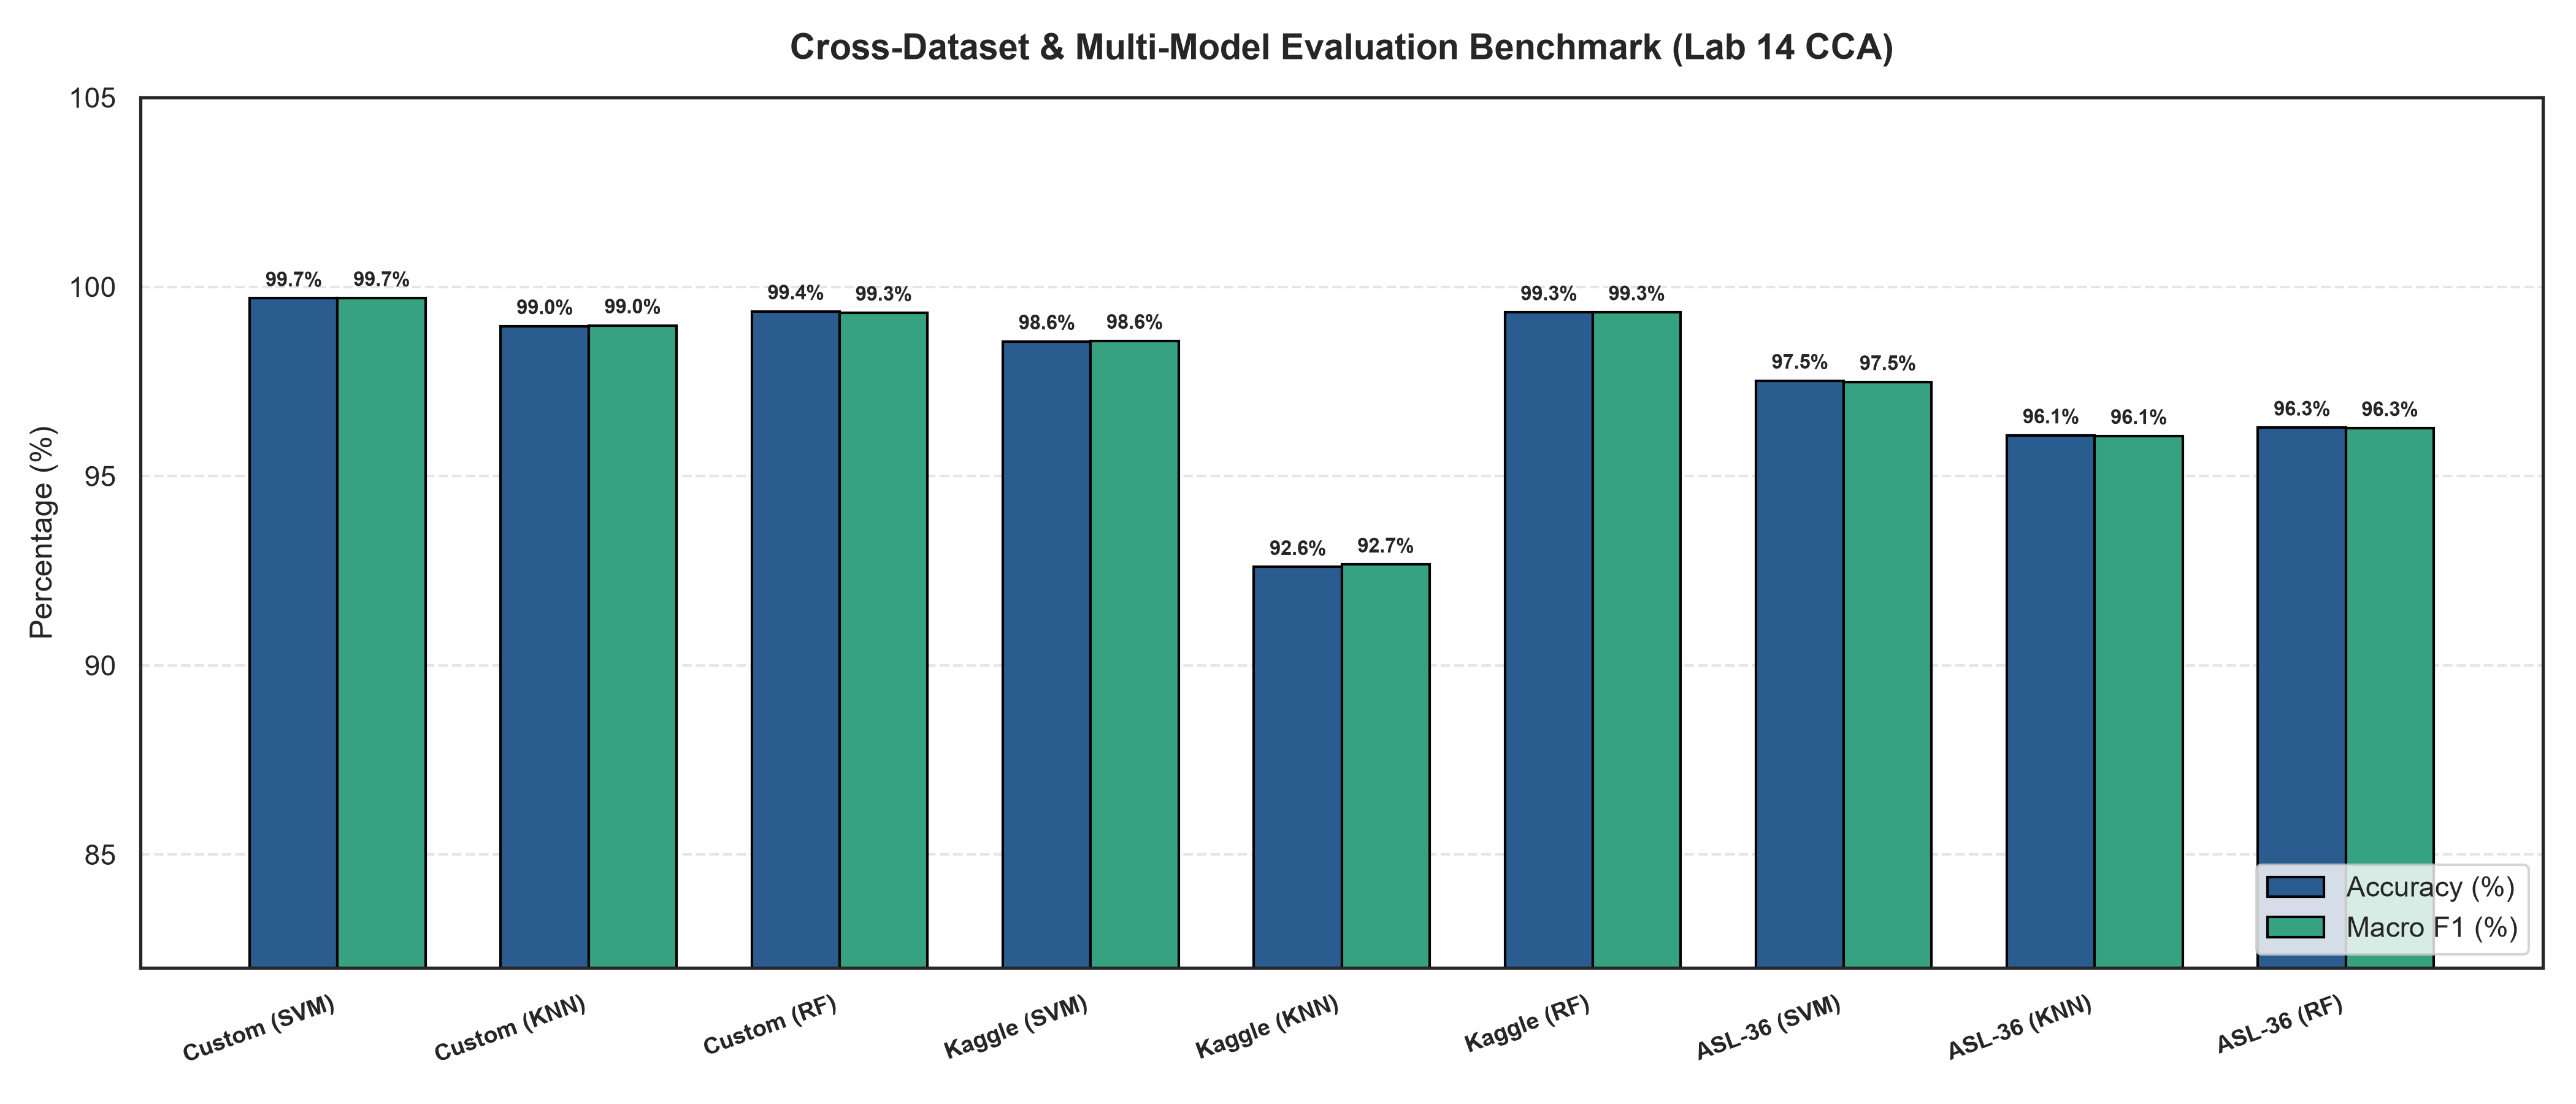 Cross-Dataset & Multi-Model Evaluation Benchmark (Lab 14 CCA)
Percentage (%)
105
100
95
90
85
99.7% 99.7%
99.0% 99.0%
99.4% 99.3%
98.6% 98.6%
92.6% 92.7%
99.3% 99.3%
97.5% 97.5%
96.1% 96.1%
96.3% 96.3%
Accuracy (%)
Macro F1 (%)
Custom (SVM)
Custom (KNN)
Custom (RF)
Kaggle (SVM)
Kaggle (KNN)
Kaggle (RF)
ASL-36 (SVM)
ASL-36 (KNN)
ASL-36 (RF)